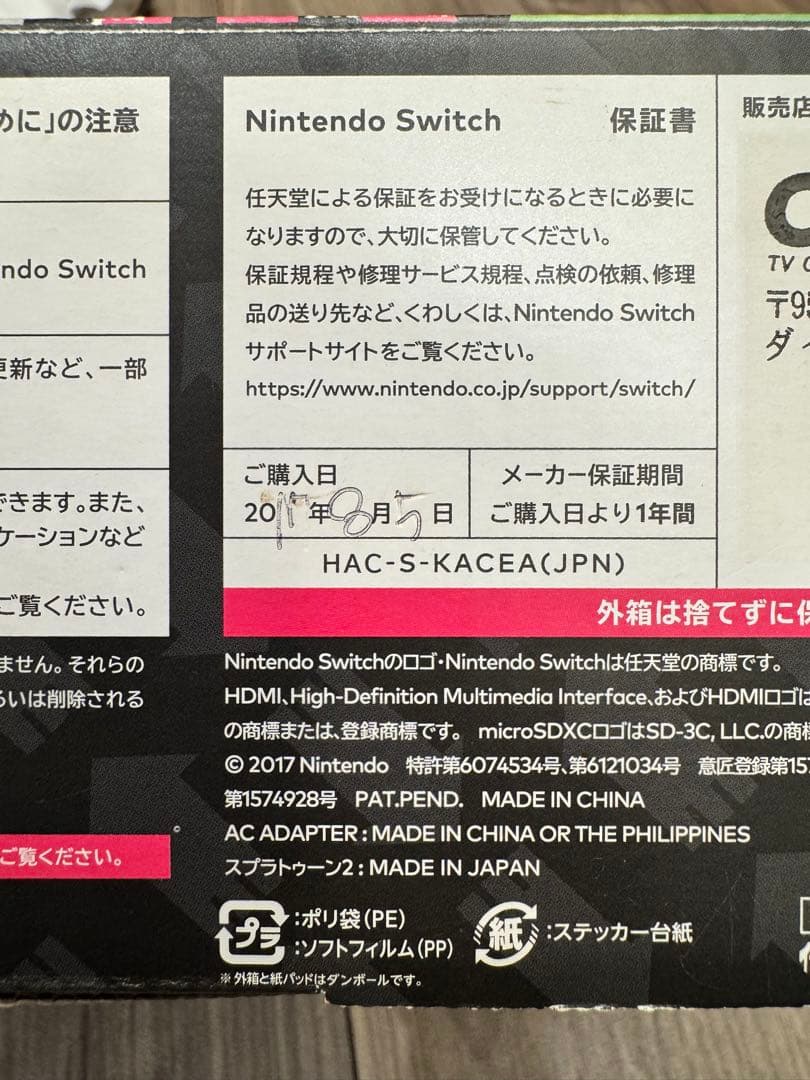 めに」の注意
ndo Switch
更新など、一部
できます。また、
ケーションなど
ご覧ください。
ません。それらの
るいは削除される
ご覧ください。
Nintendo Switch 保証書
任天堂による保証をお受けになるときに必要に
なりますので、大切に保管してください。
保証規程や修理サービス規程、点検の依頼、修理
品の送り先など、くわしくは、Nintendo Switch
サポートサイトをご覧ください。
https://www.nintendo.co.jp/support/switch/
ご購入日
2017年8月5日
メーカー保証期間
ご購入日より1年間
HAC-S-KACEA(JPN)
外箱は捨てずに保
Nintendo Switchのロゴ・Nintendo Switchは任天堂の商標です。
HDMI、High-Definition Multimedia Interface、およびHDMIロゴは
の商標または、登録商標です。 microSDXCロゴはSD-3C, LLC.の商標
© 2017 Nintendo 特許第6074534号、第6121034号 意匠登録第157
第1574928号 PAT.PEND. MADE IN CHINA
AC ADAPTER : MADE IN CHINA OR THE PHILIPPINES
スプラトゥーン2 : MADE IN JAPAN
プラ :ポリ袋(PE)
:ソフトフィルム(PP)
紙 :ステッカー台紙
※外箱と紙パッドはダンボールです。
販売店
TV
〒95
ダイ